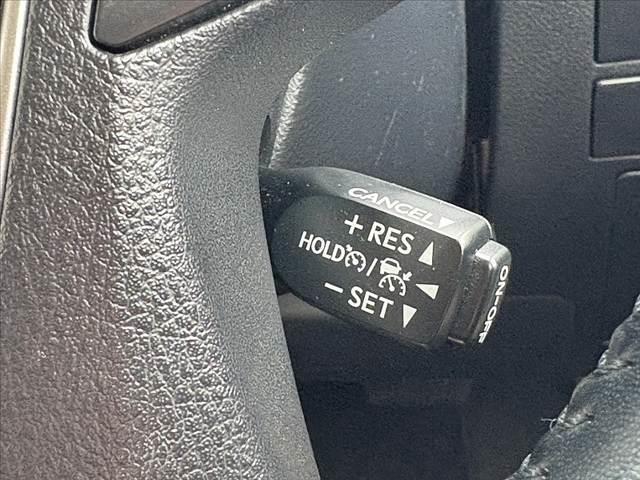 CANCEL▼
+ RES ▲
HOLD / ◀
− SET ▼
ON-OFF